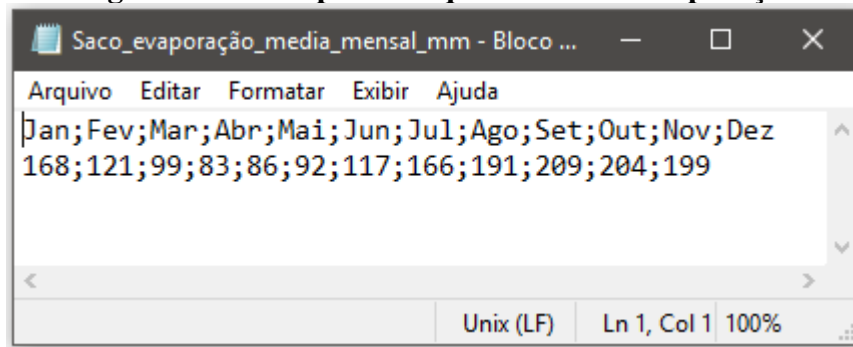 Saco_evaporação_media_mensal_mm - Bloco ...
Arquivo Editar Formatar Exibir Ajuda
Jan;Fev;Mar;Abr;Mai;Jun;Jul;Ago;Set;Out;Nov;Dez
168;121;99;83;86;92;117;166;191;209;204;199
Unix (LF) Ln 1, Col 1 100%